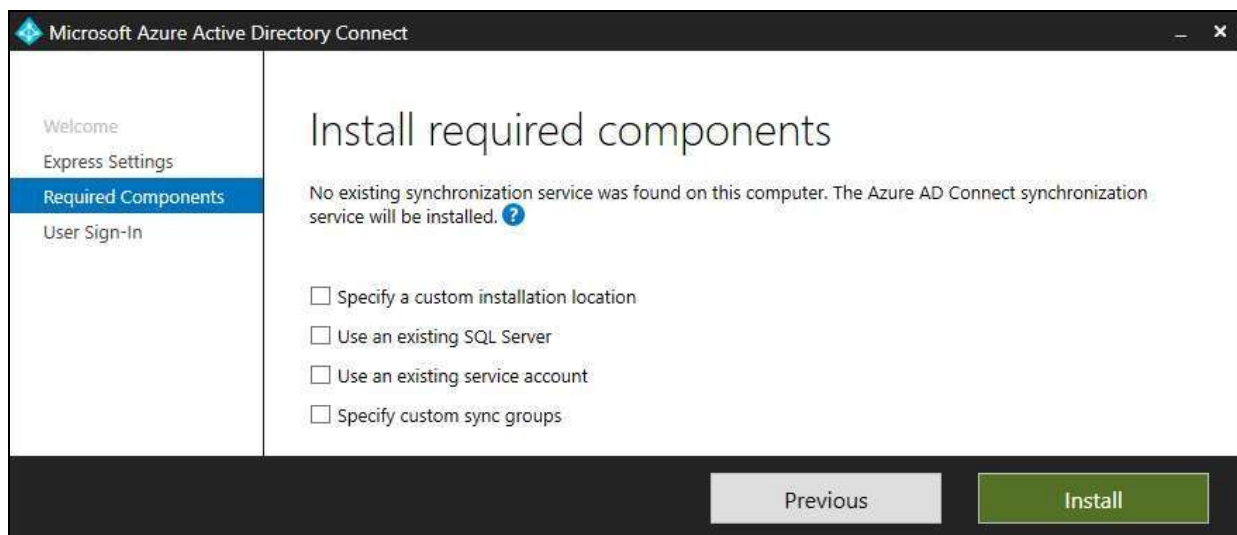 Microsoft Azure Active Directory Connect
Welcome
Express Settings
Required Components
User Sign-In
Install required components
No existing synchronization service was found on this computer. The Azure AD Connect synchronization
service will be installed. ?
Specify a custom installation location
Use an existing SQL Server
Use an existing service account
Specify custom sync groups
Previous
Install